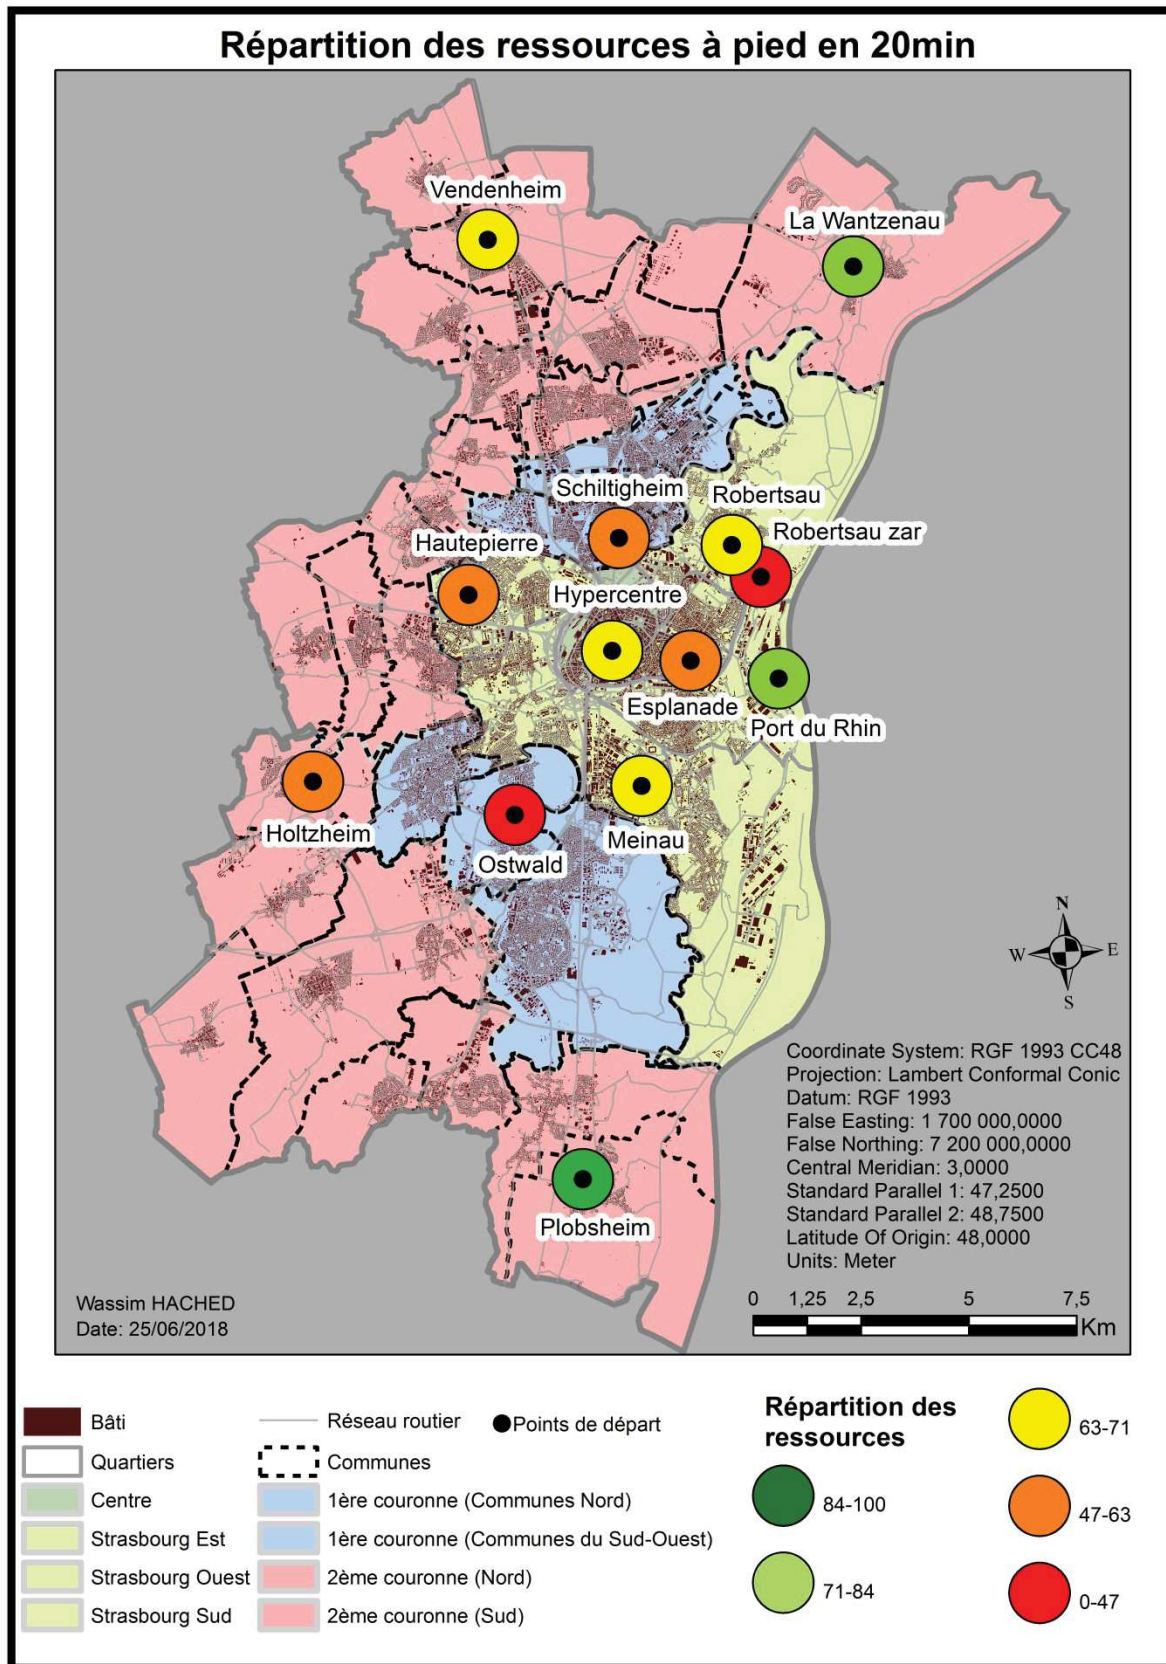 Répartition des ressources à pied en 20min
Vendenheim
La Wantzenau
Schiltigheim
Robertsau
Robertsau zar
Hautepierre
Hypercentre
Esplanade
Port du Rhin
Holtzheim
Ostwald
Meinau
Plobsheim
N
W
E
S
Coordinate System: RGF 1993 CC48
Projection: Lambert Conformal Conic
Datum: RGF 1993
False Easting: 1 700 000,0000
False Northing: 7 200 000,0000
Central Meridian: 3,0000
Standard Parallel 1: 47,2500
Standard Parallel 2: 48,7500
Latitude Of Origin: 48,0000
Units: Meter
Wassim HACHED
Date: 25/06/2018
0 1,25 2,5 5 7,5
Km
Bâti
Quartiers
Centre
Strasbourg Est
Strasbourg Ouest
Strasbourg Sud
Réseau routier
Communes
1ère couronne (Communes Nord)
1ère couronne (Communes du Sud-Ouest)
2ème couronne (Nord)
2ème couronne (Sud)
Points de départ
Répartition des
ressources
84-100
71-84
63-71
47-63
0-47